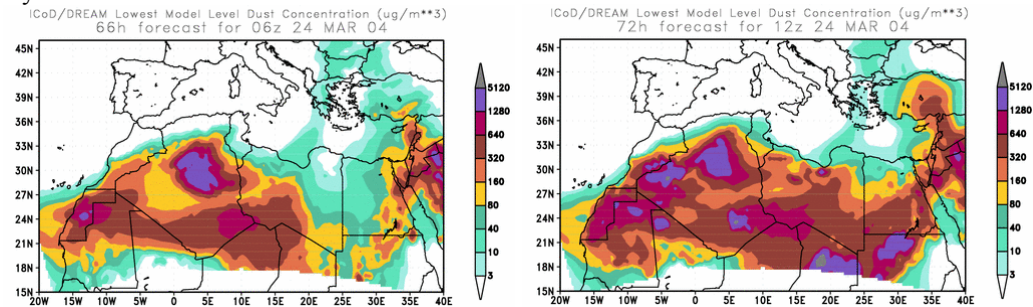 ICoD/DREAM Lowest Model Level Dust Concentration (ug/m**3)
66h forecast for 06z 24 MAR 04
45N
42N
39N
36N
33N
30N
27N
24N
21N
18N
15N
20W 15W 10W 5W 0 5E 10E 15E 20E 25E 30E 35E 40E
5120
1280
640
320
160
80
40
10
3
ICoD/DREAM Lowest Model Level Dust Concentration (ug/m**3)
72h forecast for 12z 24 MAR 04
45N
42N
39N
36N
33N
30N
27N
24N
21N
18N
15N
20W 15W 10W 5W 0 5E 10E 15E 20E 25E 30E 35E 40E
5120
1280
640
320
160
80
40
10
3